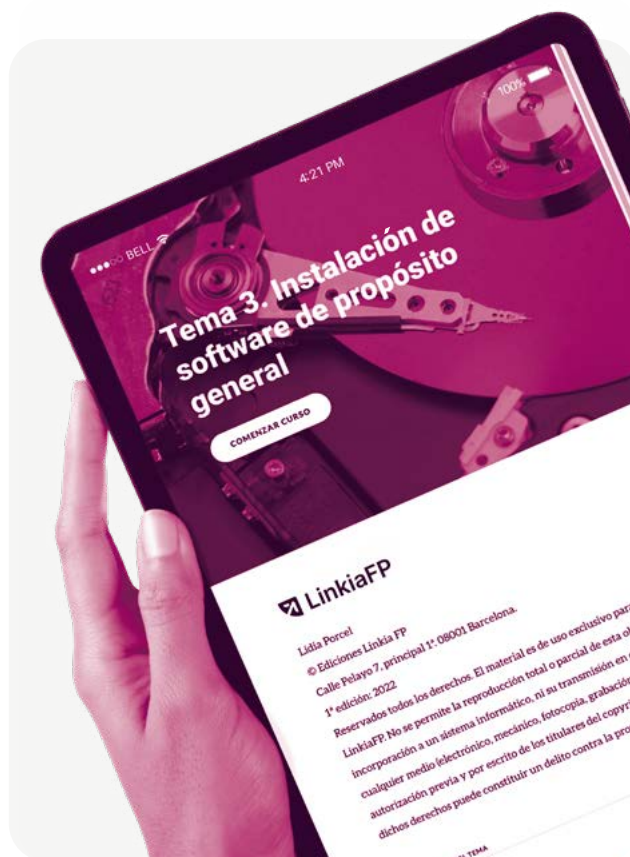 ●●●○○ BELL
4:21 PM
100%
Tema 3. Instalación de
software de propósito
general
COMENZAR CURSO
LinkiaFP
Lidia Porcel
© Ediciones Linkia FP
Calle Pelayo 7, principal 1ª. 08001 Barcelona.
1ª edición: 2022
Reservados todos los derechos. El material es de uso exclusivo par
LinkiaFP. No se permite la reproducción total o parcial de esta ob
incorporación a un sistema informático, ni su transmisión en
cualquier medio (electrónico, mecánico, fotocopia, grabación
autorización previa y por escrito de los titulares del copyri
dichos derechos puede constituir un delito contra la pro
TEMA